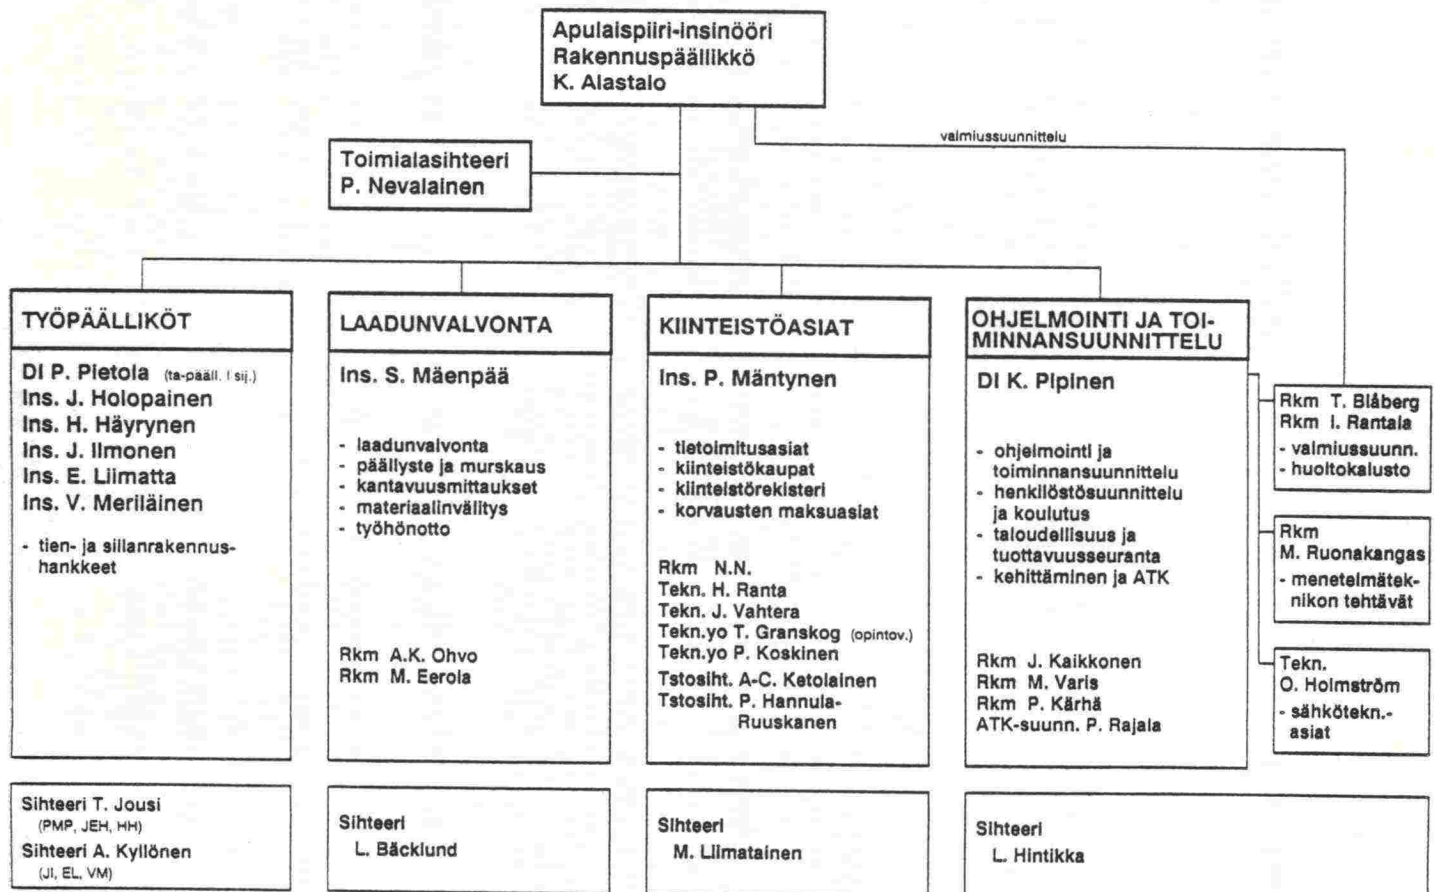 Apulaispiiri-insinööri
Rakennuspäällikkö
K. Alastalo
valmiussuunnittelu
Toimialasihteeri
P. Nevalainen
TYÖPÄÄLLIKÖT
DI P. Pietola (ta-pääll. I sij.)
Ins. J. Holopainen
Ins. H. Häyrynen
Ins. J. Ilmonen
Ins. E. Liimatta
Ins. V. Meriläinen
- tien- ja sillanrakennus-
hankkeet
LAADUNVALVONTA
Ins. S. Mäenpää
- laadunvalvonta
- päällyste ja murskaus
- kantavuusmittaukset
- materiaalinvälitys
- työhönotto
Rkm A.K. Ohvo
Rkm M. Eerola
KIINTEISTÖASIAT
Ins. P. Mäntynen
- tietoimitusasiat
- kiinteistökaupat
- kiinteistörekisteri
- korvausten maksuasiat
Rkm N.N.
Tekn. H. Ranta
Tekn. J. Vahtera
Tekn.yo T. Granskog (opintov.)
Tekn.yo P. Koskinen
Tstosiht. A-C. Ketolainen
Tstosiht. P. Hannula-
Ruuskanen
OHJELMOINTI JA TOI-
MINNANSUUNNITTELU
DI K. Pipinen
- ohjelmointi ja
toiminnansuunnittelu
- henkilöstösuunnittelu
ja koulutus
- taloudellisuus ja
tuottavuusseuranta
- kehittäminen ja ATK
Rkm J. Kaikkonen
Rkm M. Varis
Rkm P. Kärhä
ATK-suunn. P. Rajala
Rkm T. Blåberg
Rkm I. Rantala
- valmiussuunn.
- huoltokalusto
Rkm
M. Ruonakangas
- menetelmätek-
nikon tehtävät
Tekn.
O. Holmström
- sähkötekn.-
asiat
Sihteeri T. Jousi
(PMP, JEH, HH)
Sihteeri A. Kyllönen
(JI, EL, VM)
Sihteeri
L. Bäcklund
Sihteeri
M. Liimatainen
Sihteeri
L. Hintikka